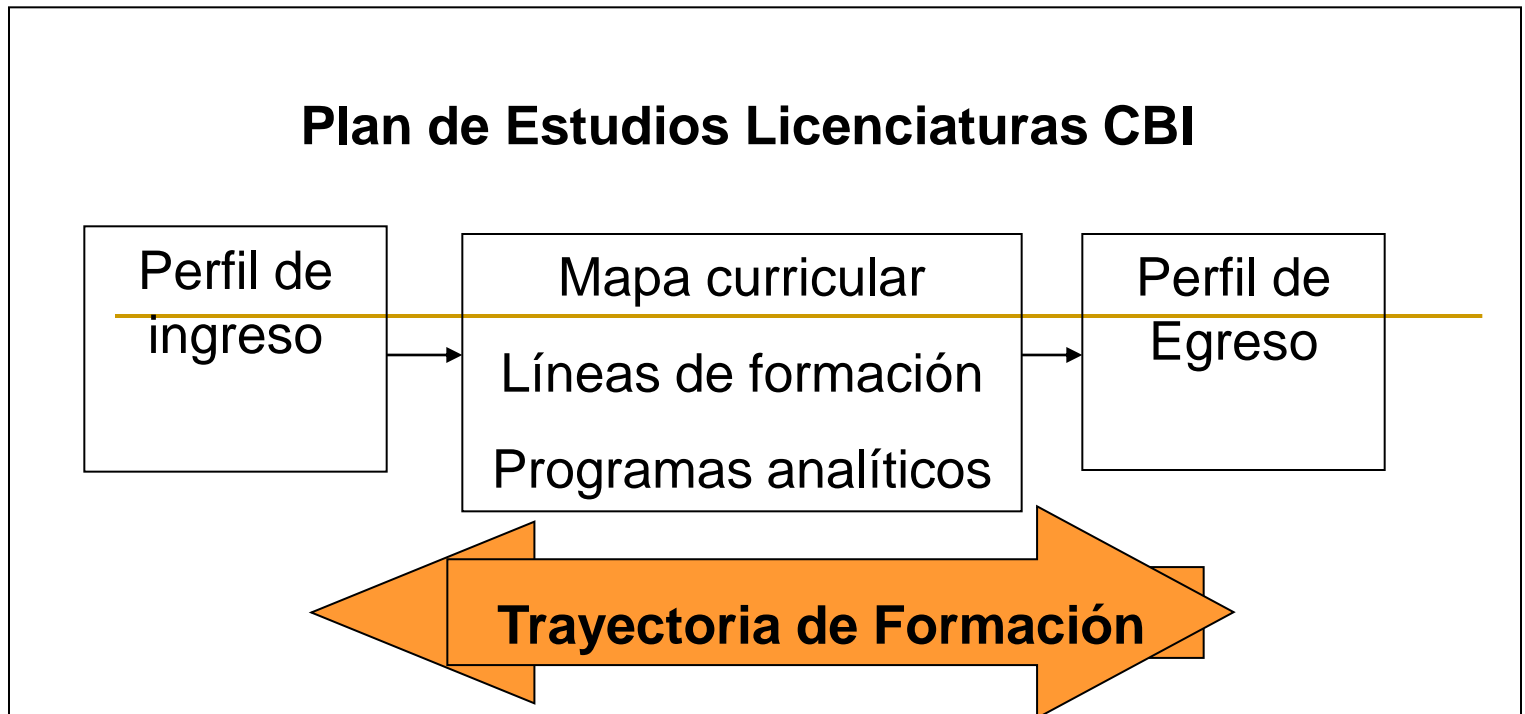 Plan de Estudios Licenciaturas CBI
Perfil de
ingreso
Mapa curricular
Líneas de formación
Programas analíticos
Perfil de
Egreso
Trayectoria de Formación